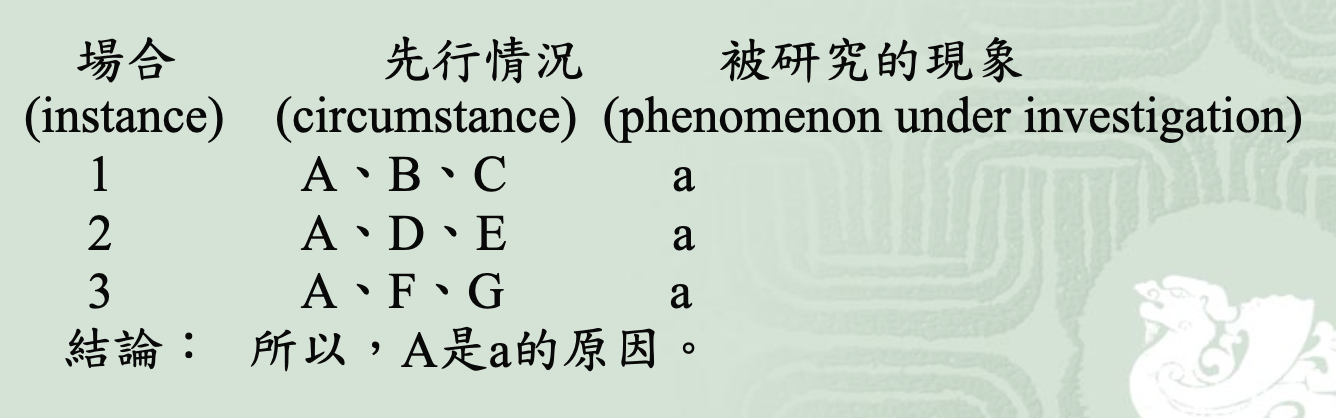 場合 先行情況 被研究的現象
(instance) (circumstance) (phenomenon under investigation)
1 A、B、C a
2 A、D、E a
3 A、F、G a
結論： 所以，A是a的原因。